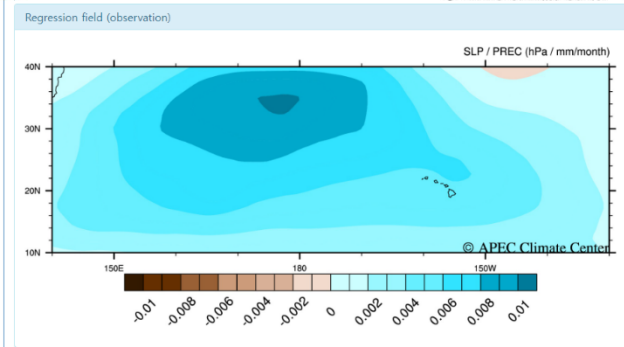 Regression field (observation)
SLP / PREC (hPa / mm/month)
40N
30N
20N
10N
© APEC Climate Center
150E 180 150W
-0.01 -0.008 -0.006 -0.004 -0.002 0 0.002 0.004 0.006 0.008 0.01